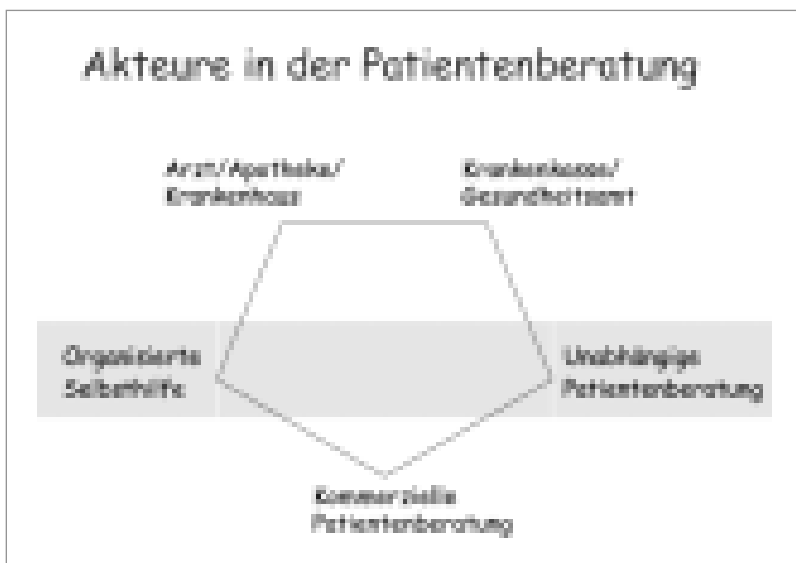 Akteure in der Patientenberatung
Arzt/Apotheke/
Krankenhaus
Krankenkasse/
Gesundheitsamt
Organisierte
Selbsthilfe
Unabhängige
Patientenberatung
Kommerzielle
Patientenberatung